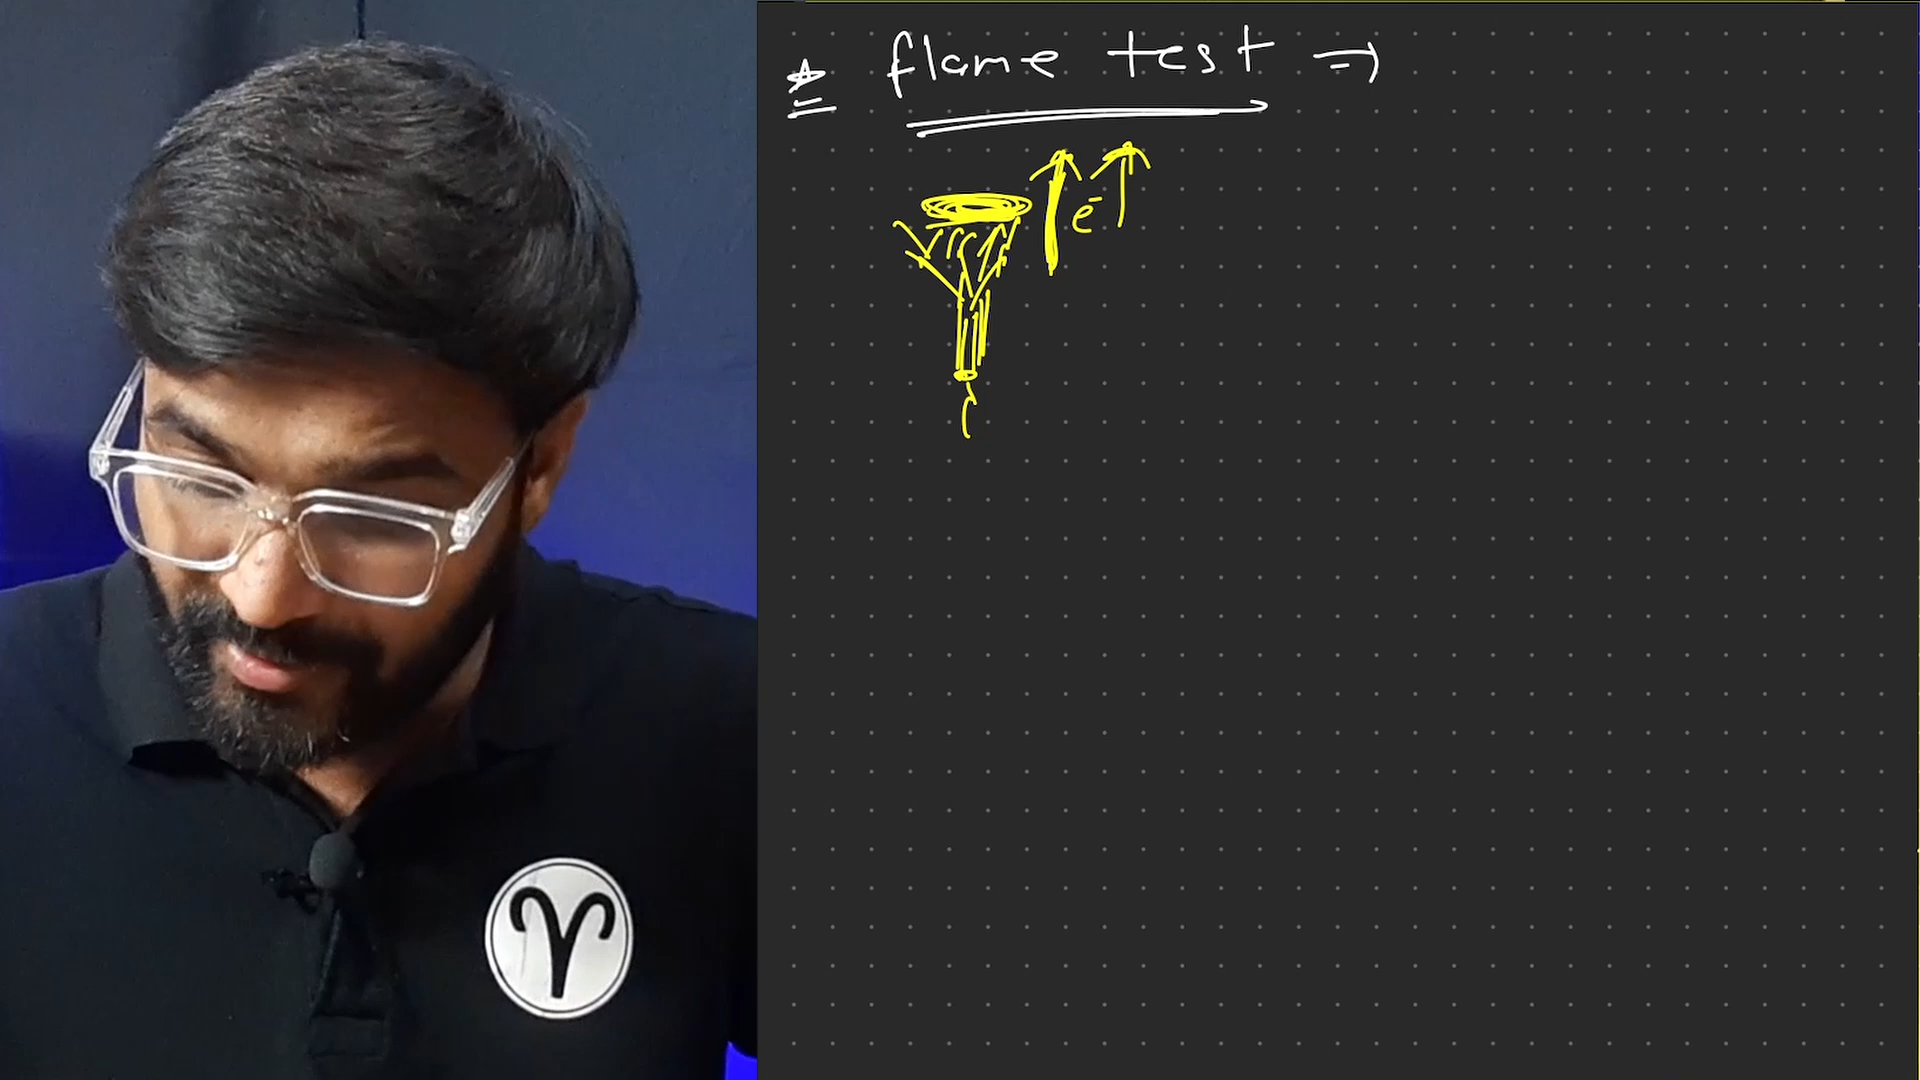 * flame test ⇒
e⁻